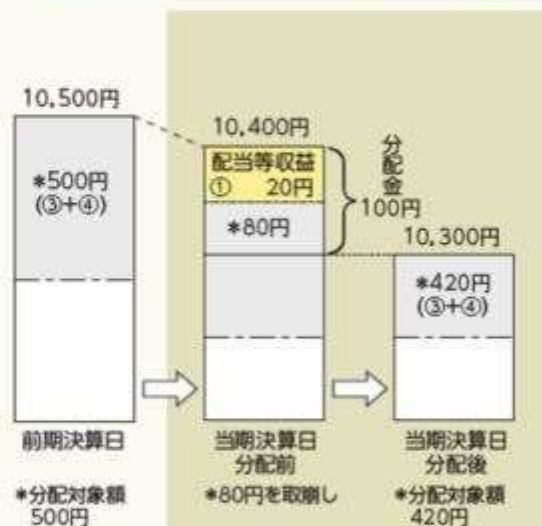 10,500円
*500円
(③+④)
10,400円
配当等収益
① 20円
*80円
分配金
100円
10,300円
*420円
(③+④)
前期決算日
当期決算日
分配前
当期決算日
分配後
*分配対象額
500円
*80円を取崩し
*分配対象額
420円